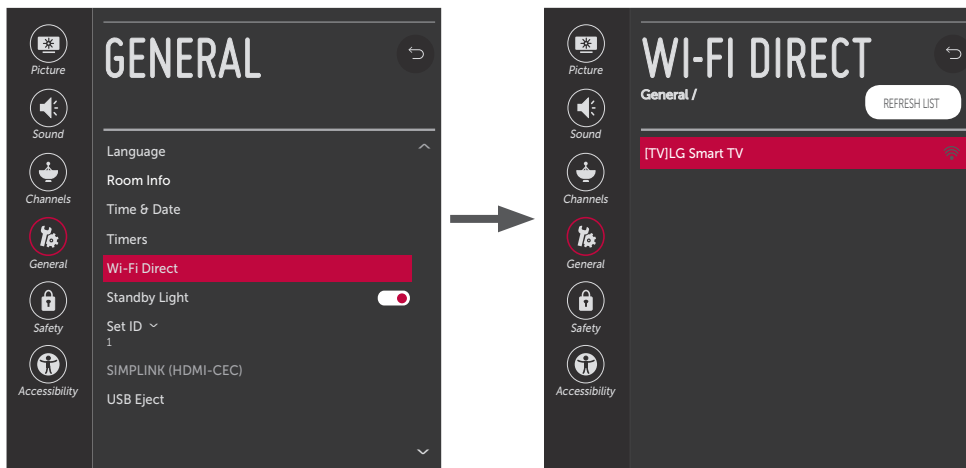 Picture
Sound
Channels
General
Safety
Accessibility
GENERAL
Language
Room Info
Time & Date
Timers
Wi-Fi Direct
Standby Light
Set ID
1
SIMPLINK (HDMI-CEC)
USB Eject
Picture
Sound
Channels
General
Safety
Accessibility
WI-FI DIRECT
General /
REFRESH LIST
[TV]LG Smart TV